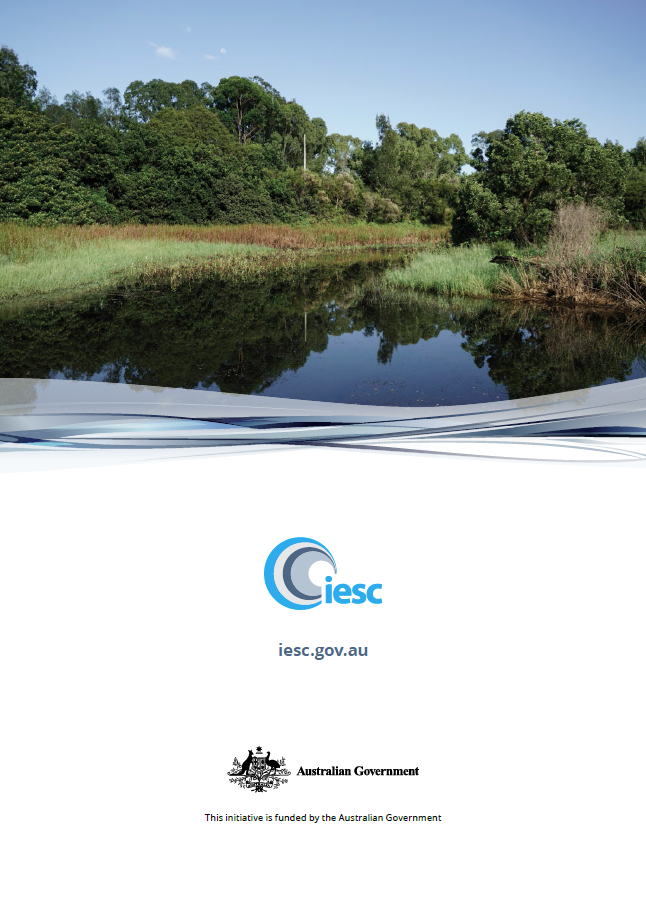 iesc
iesc.gov.au
Australian Government
This initiative is funded by the Australian Government